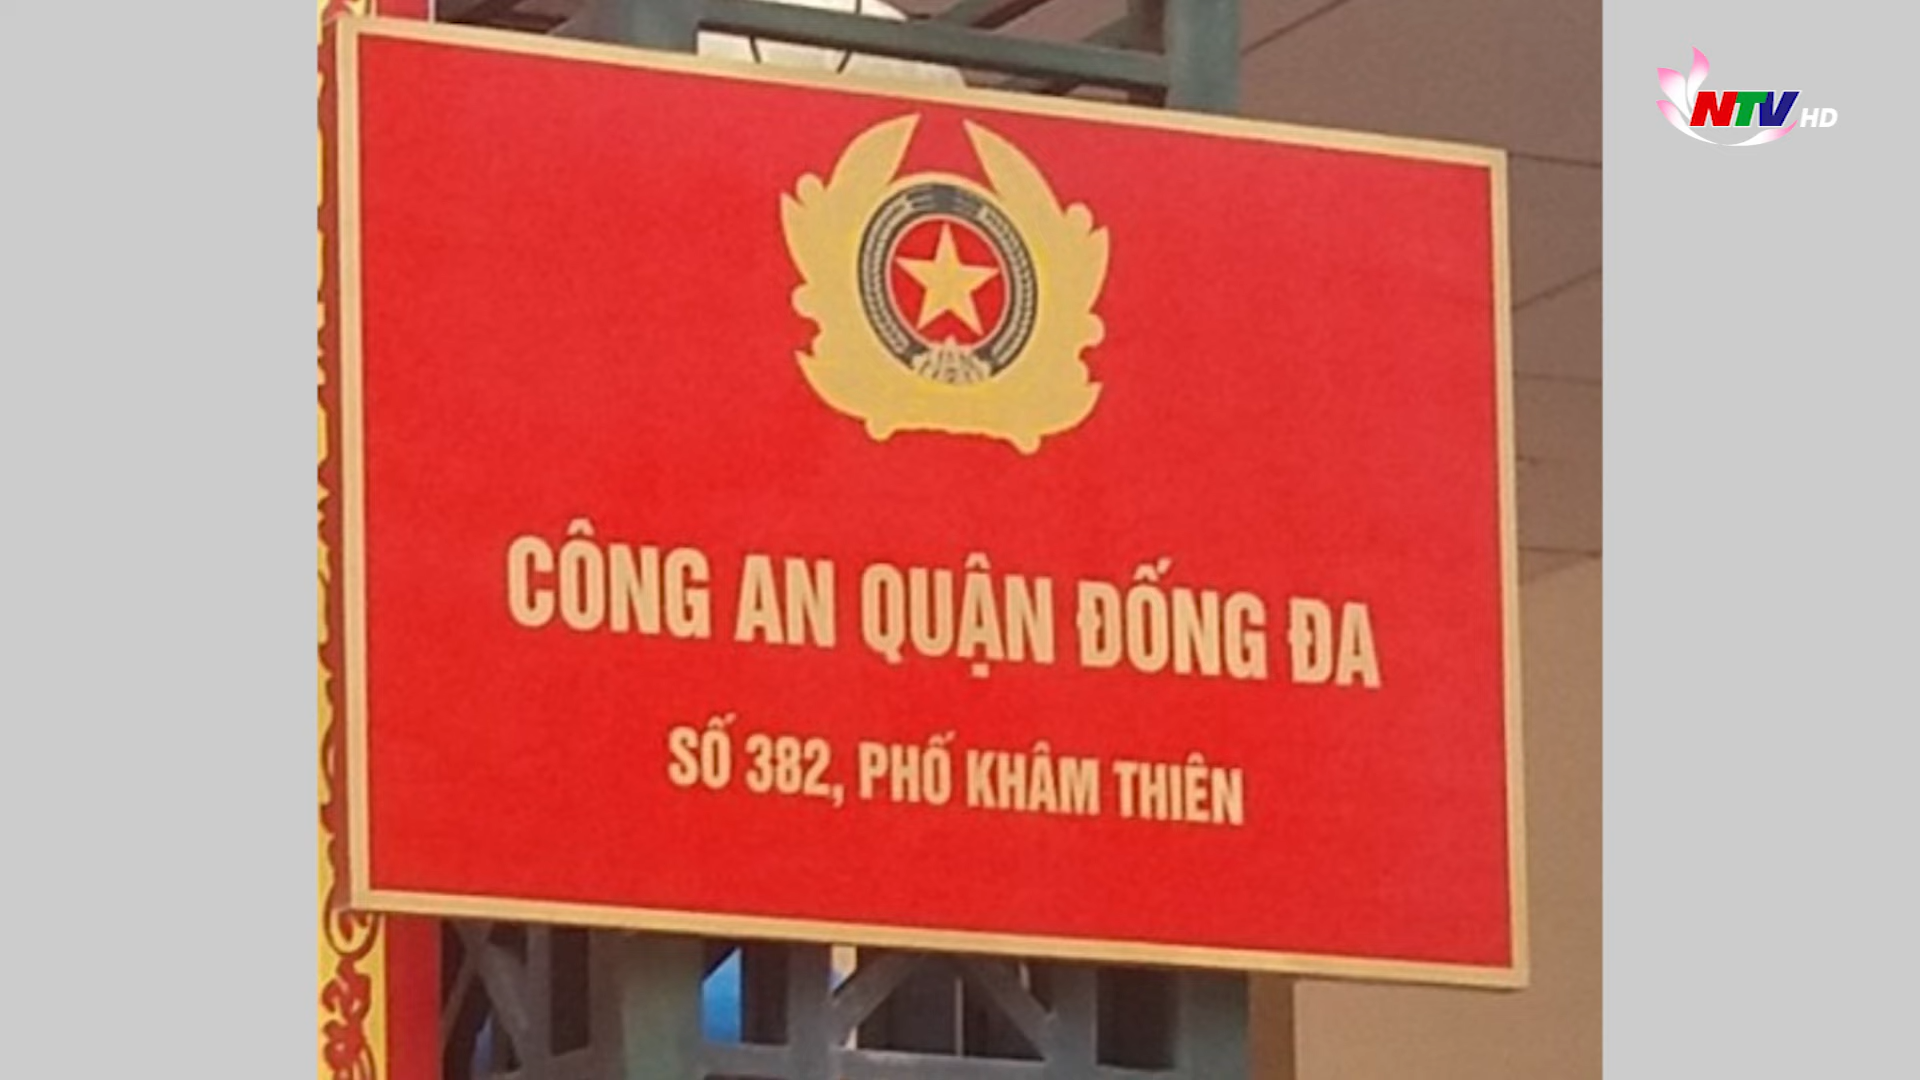 NTV HD
CÔNG AN QUẬN ĐỐNG ĐA
SỐ 382, PHỐ KHÂM THIÊN